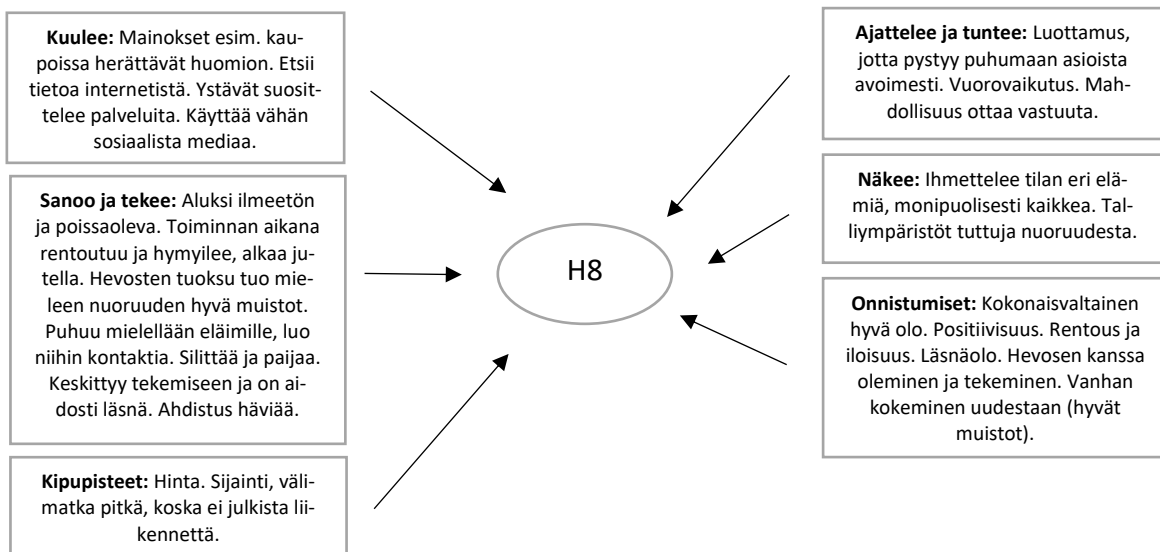 Kuulee: Mainokset esim. kau-
poissa herättävät huomion. Etsii
tietoa internetistä. Ystävät suosit-
telee palveluita. Käyttää vähän
sosiaalista mediaa.
Sanoo ja tekee: Aluksi ilmeetön
ja poissaoleva. Toiminnan aikana
rentoutuu ja hymyilee, alkaa ju-
tella. Hevosten tuoksu tuo mie-
leen nuoruuden hyvä muistot.
Puhuu mielellään eläimille, luo
niihin kontaktia. Silittää ja paijaa.
Keskittyy tekemiseen ja on ai-
dosti läsnä. Ahdistus häviää.
Kipupisteet: Hinta. Sijainti, väli-
matka pitkä, koska ei julkista lii-
kennettä.
H8
Ajattelee ja tuntee: Luottamus,
jotta pystyy puhumaan asioista
avoimesti. Vuorovaikutus. Mah-
dollisuus ottaa vastuuta.
Näkee: Ihmettelee tilan eri elä-
miä, monipuolisesti kaikkea. Tal-
liympäristöt tuttuja nuoruudesta.
Onnistumiset: Kokonaisvaltainen
hyvä olo. Positiivisuus. Rentous ja
iloisuus. Läsnäolo. Hevosen kanssa
oleminen ja tekeminen. Vanhan
kokeminen uudestaan (hyvät
muistot).